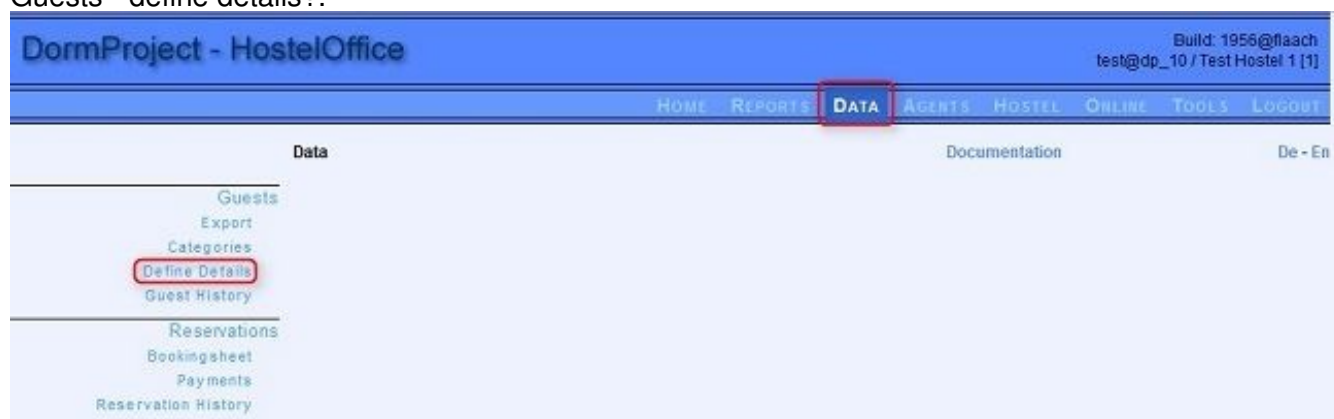 Guests - define details??
DormProject - HostelOffice
Build: 1956@flaach
test@dp_10 / Test Hostel 1 [1]
HOME REPORTS DATA AGENTS HOSTEL ONLINE TOOLS LOGOUT
Data Documentation De - En
Guests
Export
Categories
Define Details
Guest History
Reservations
Bookingsheet
Payments
Reservation History